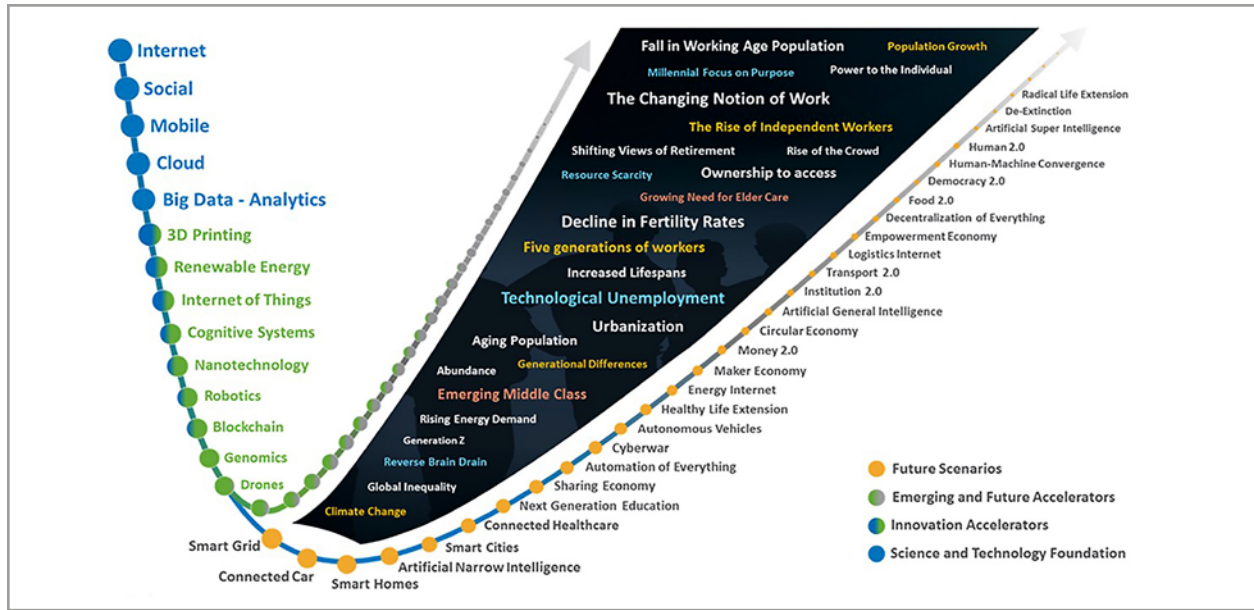 Internet
Social
Mobile
Cloud
Big Data - Analytics
3D Printing
Renewable Energy
Internet of Things
Cognitive Systems
Nanotechnology
Robotics
Blockchain
Genomics
Drones
Fall in Working Age Population
Population Growth
Millennial Focus on Purpose
Power to the Individual
The Changing Notion of Work
The Rise of Independent Workers
Shifting Views of Retirement
Rise of the Crowd
Resource Scarcity
Ownership to access
Growing Need for Elder Care
Decline in Fertility Rates
Five generations of workers
Increased Lifespans
Technological Unemployment
Urbanization
Aging Population
Abundance
Generational Differences
Emerging Middle Class
Rising Energy Demand
Generation Z
Reverse Brain Drain
Global Inequality
Climate Change
Radical Life Extension
De-Extinction
Artificial Super Intelligence
Human 2.0
Human-Machine Convergence
Democracy 2.0
Food 2.0
Decentralization of Everything
Empowerment Economy
Logistics Internet
Transport 2.0
Institution 2.0
Artificial General Intelligence
Circular Economy
Money 2.0
Maker Economy
Energy Internet
Healthy Life Extension
Autonomous Vehicles
Cyberwar
Automation of Everything
Sharing Economy
Next Generation Education
Connected Healthcare
Smart Cities
Artificial Narrow Intelligence
Smart Homes
Connected Car
Smart Grid
Future Scenarios
Emerging and Future Accelerators
Innovation Accelerators
Science and Technology Foundation